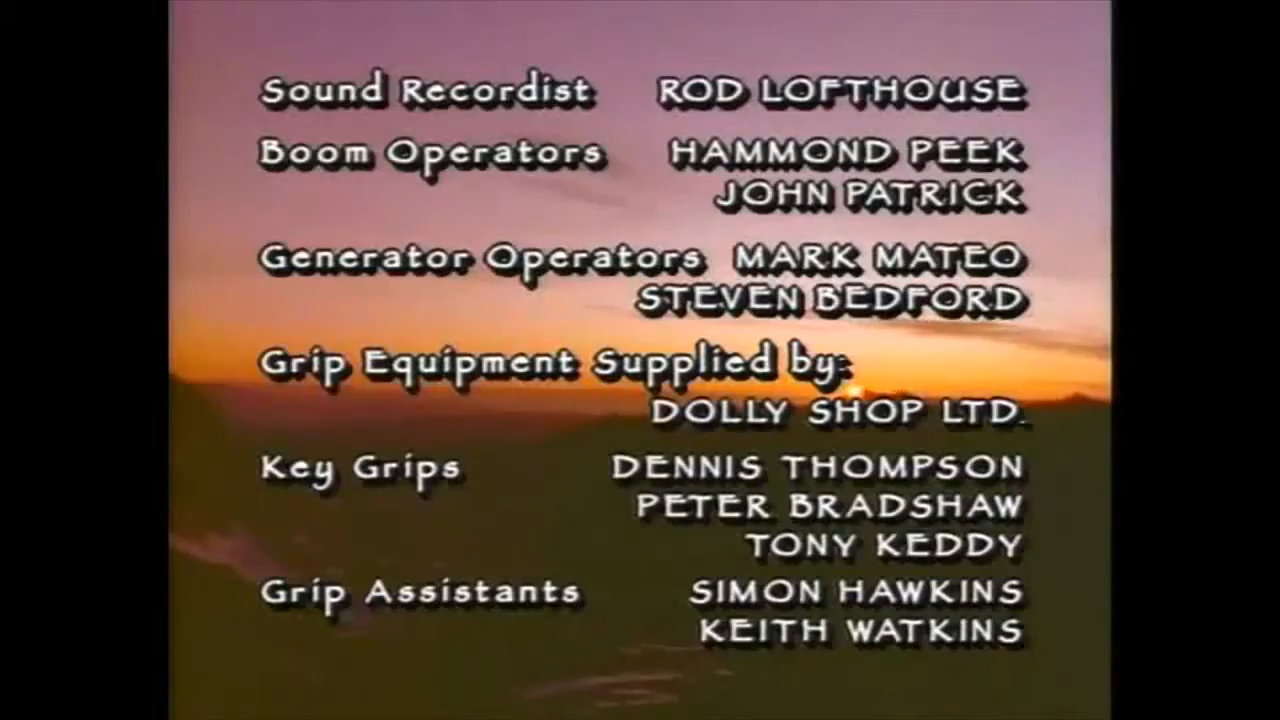 Sound Recordist ROD LOFTHOUSE
Boom Operators HAMMOND PEEK
JOHN PATRICK
Generator Operators MARK MATEO
STEVEN BEDFORD
Grip Equipment Supplied by:
DOLLY SHOP LTD.
Key Grips DENNIS THOMPSON
PETER BRADSHAW
TONY KEDDY
Grip Assistants SIMON HAWKINS
KEITH WATKINS